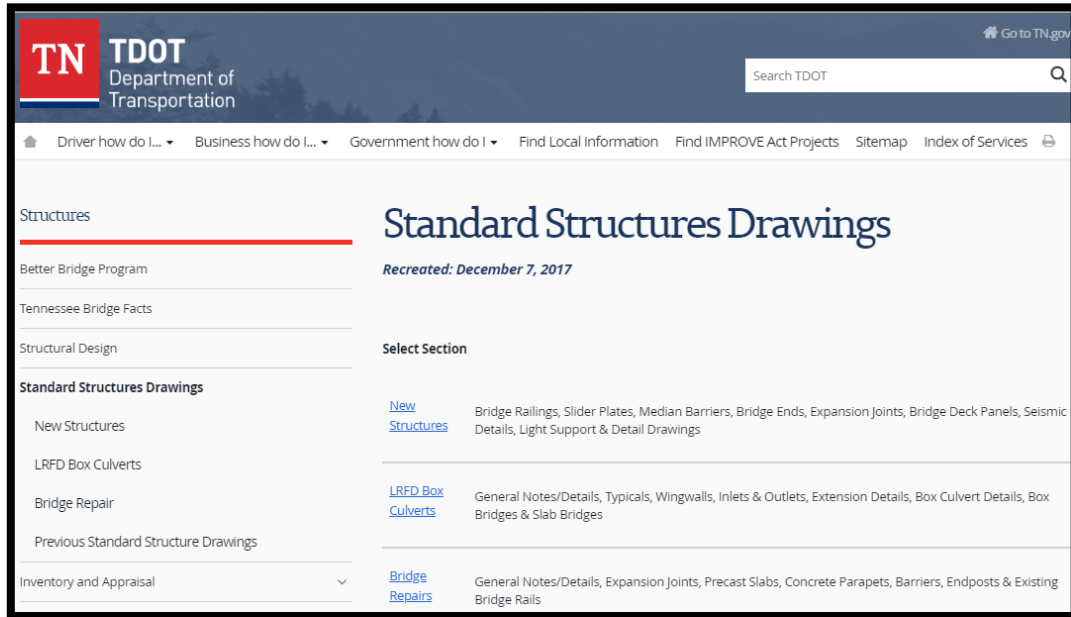 Go to TN.gov
TN
TDOT
Department of
Transportation
Search TDOT
Driver how do I... Business how do I... Government how do I Find Local Information Find IMPROVE Act Projects Sitemap Index of Services
Structures
Better Bridge Program
Tennessee Bridge Facts
Structural Design
Standard Structures Drawings
New Structures
LRFD Box Culverts
Bridge Repair
Previous Standard Structure Drawings
Inventory and Appraisal
Standard Structures Drawings
Recreated: December 7, 2017
Select Section
New
Structures
Bridge Railings, Slider Plates, Median Barriers, Bridge Ends, Expansion Joints, Bridge Deck Panels, Seismic
Details, Light Support & Detail Drawings
LRFD Box
Culverts
General Notes/Details, Typicals, Wingwalls, Inlets & Outlets, Extension Details, Box Culvert Details, Box
Bridges & Slab Bridges
Bridge
Repairs
General Notes/Details, Expansion Joints, Precast Slabs, Concrete Parapets, Barriers, Endposts & Existing
Bridge Rails